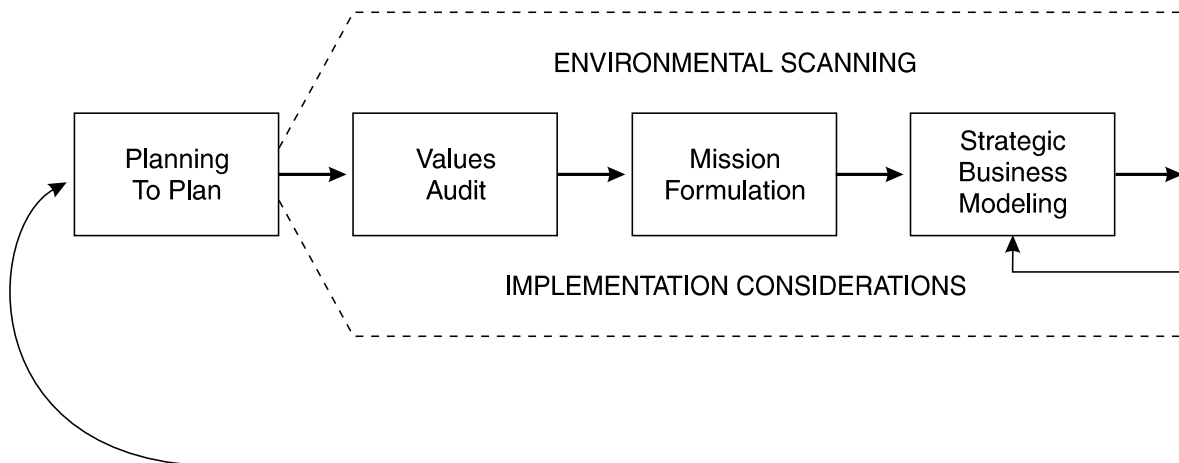 ENVIRONMENTAL SCANNING
Planning
To Plan
Values
Audit
Mission
Formulation
Strategic
Business
Modeling
IMPLEMENTATION CONSIDERATIONS